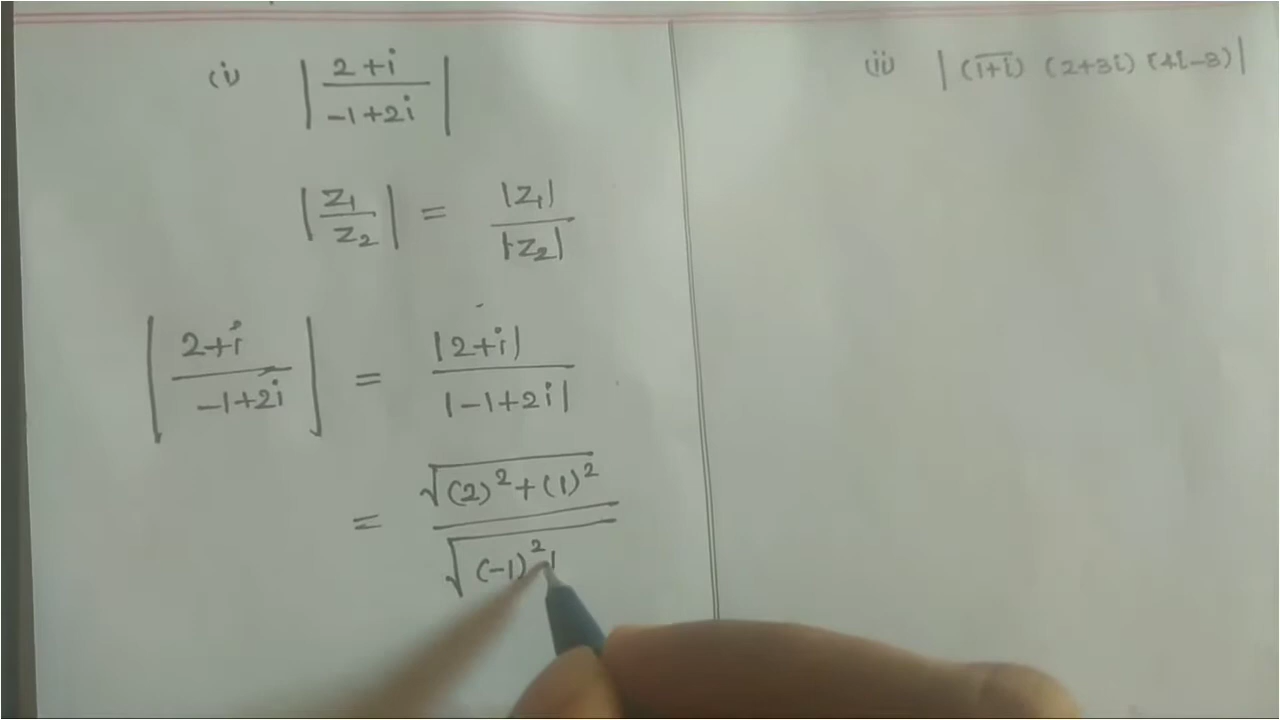 (i) | (2+i)/(-1+2i) |
|z₁/z₂| = |z₁|/|z₂|
| (2+i)/(-1+2i) | = |2+i|/|-1+2i|
= √((2)²+(1)²) / √((-1)²
(ii) | (\overline{i+i}) (2+3i) (4i-3) |